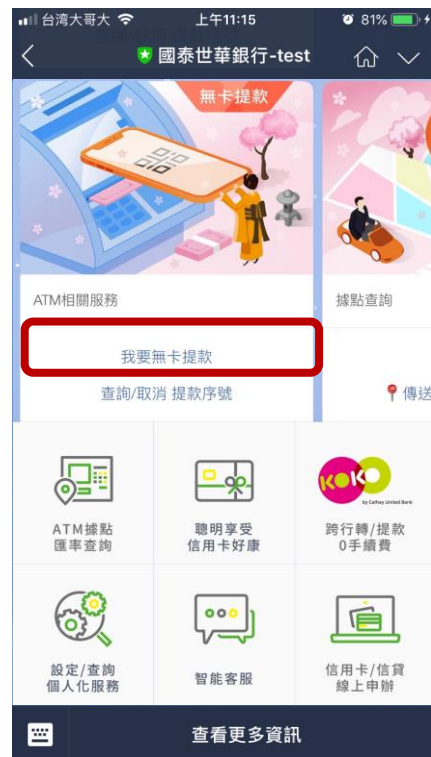 台湾大哥大 上午11:15 81%
國泰世華銀行-test
無卡提款
ATM相關服務
據點查詢
我要無卡提款
查詢/取消 提款序號
傳送
ATM據點
匯率查詢
聰明享受
信用卡好康
KOKO
by Cathay United Bank
跨行轉/提款
0手續費
設定/查詢
個人化服務
智能客服
信用卡/信貸
線上申辦
查看更多資訊